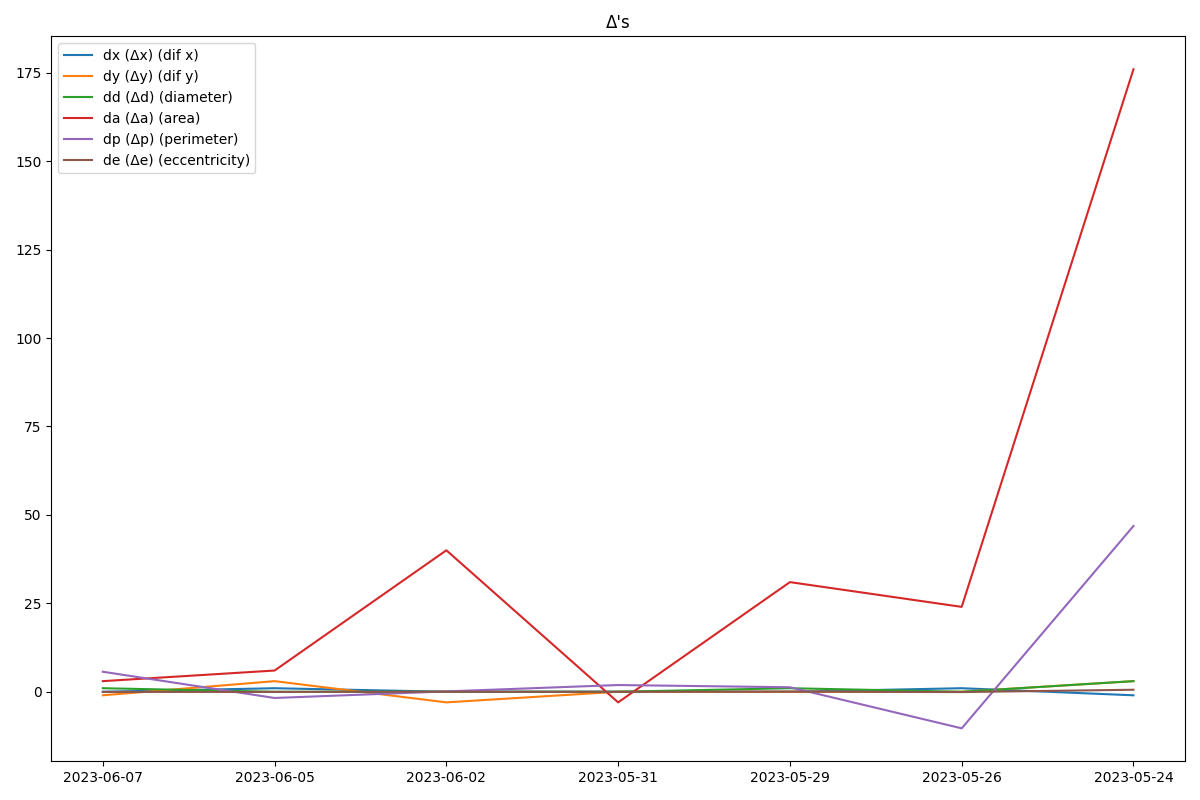 Δ's
dx (Δx) (dif x)
dy (Δy) (dif y)
dd (Δd) (diameter)
da (Δa) (area)
dp (Δp) (perimeter)
de (Δe) (eccentricity)
175
150
125
100
75
50
25
0
2023-06-07 2023-06-05 2023-06-02 2023-05-31 2023-05-29 2023-05-26 2023-05-24